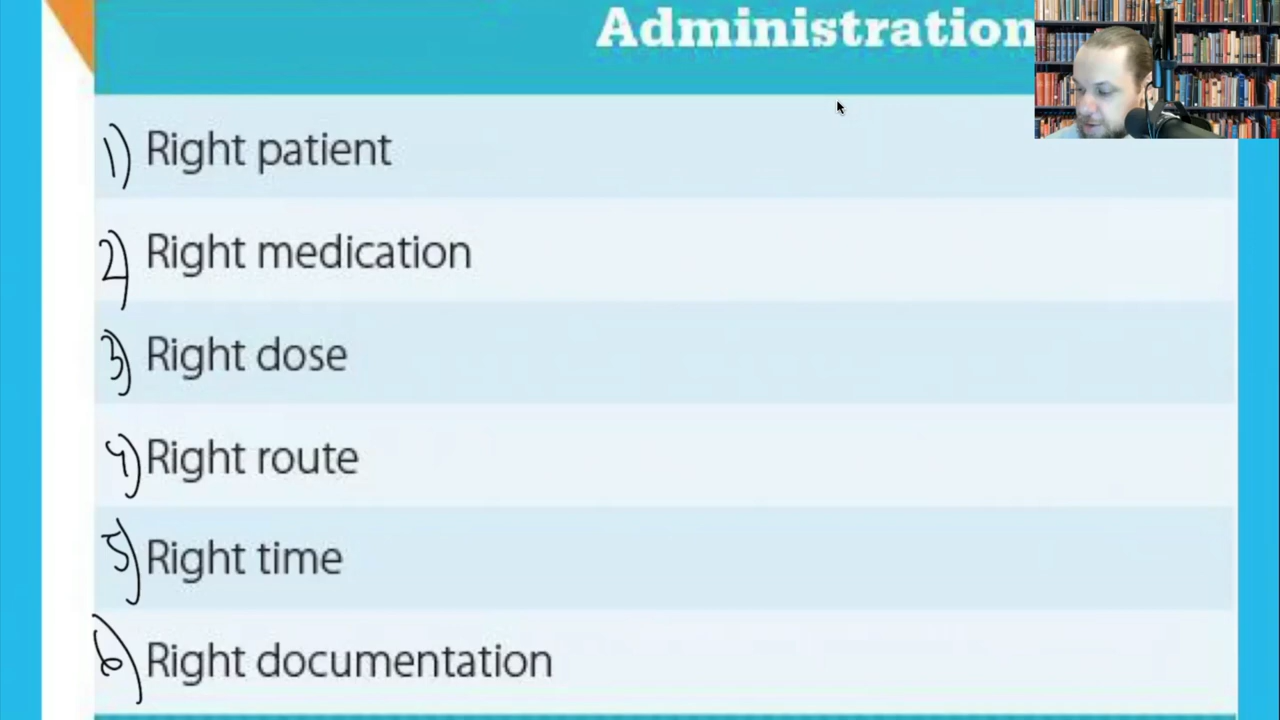 Administration
1) Right patient
2) Right medication
3) Right dose
4) Right route
5) Right time
6) Right documentation